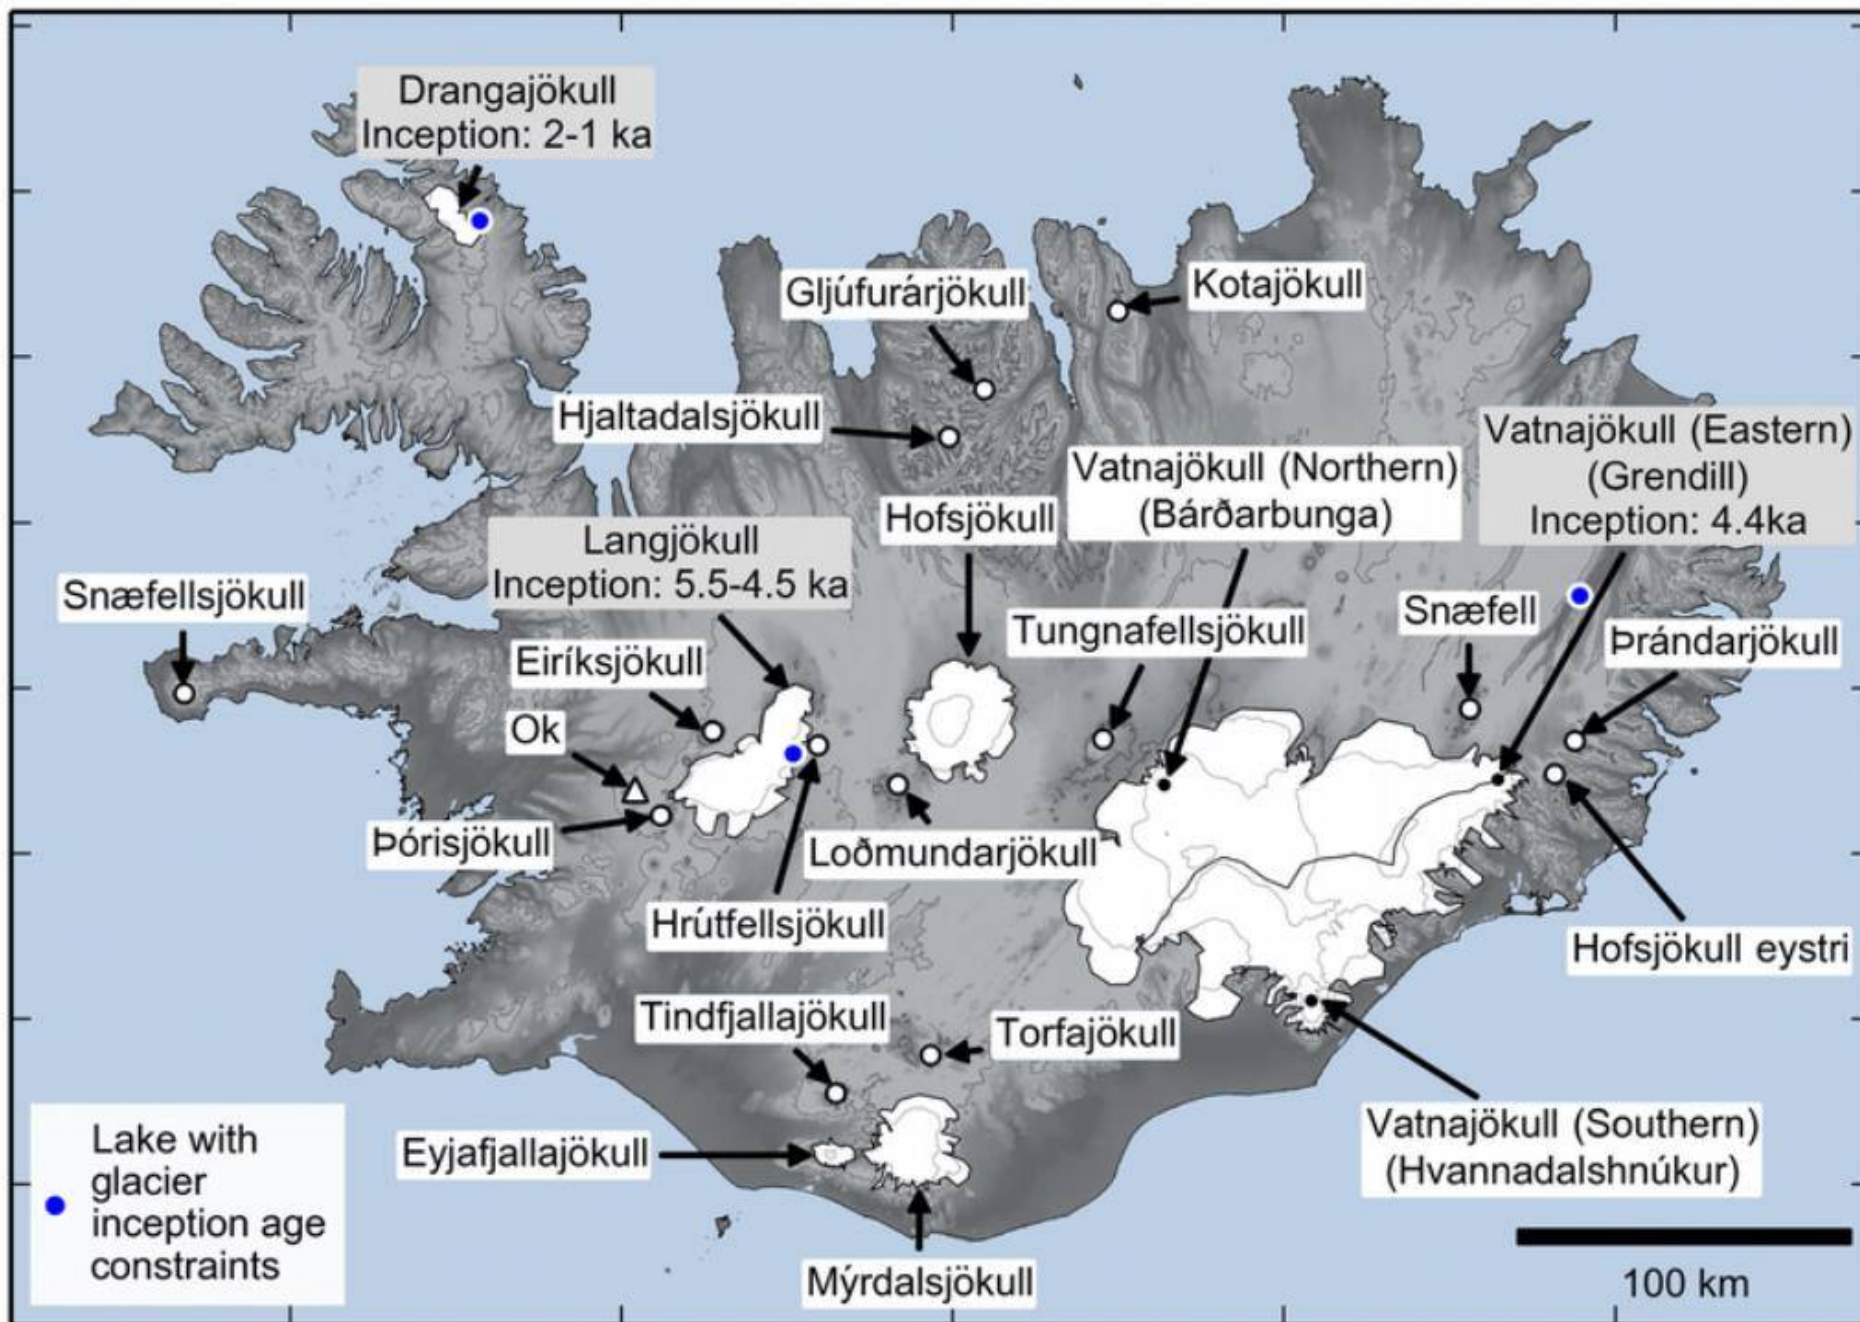 Drangajökull
Inception: 2-1 ka
Gljúfurárjökull
Kotajökull
Hjaltadalsjökull
Vatnajökull (Eastern)
(Grendill)
Inception: 4.4ka
Vatnajökull (Northern)
(Bárðarbunga)
Hofsjökull
Langjökull
Inception: 5.5-4.5 ka
Snæfellsjökull
Snæfell
Tungnafellsjökull
Þrándarjökull
Eiríksjökull
Ok
Þórisjökull
Loðmundarjökull
Hrútfellsjökull
Hofsjökull eystri
Tindfjallajökull
Torfajökull
Eyjafjallajökull
Vatnajökull (Southern)
(Hvannadalshnúkur)
Mýrdalsjökull
Lake with
glacier
inception age
constraints
100 km